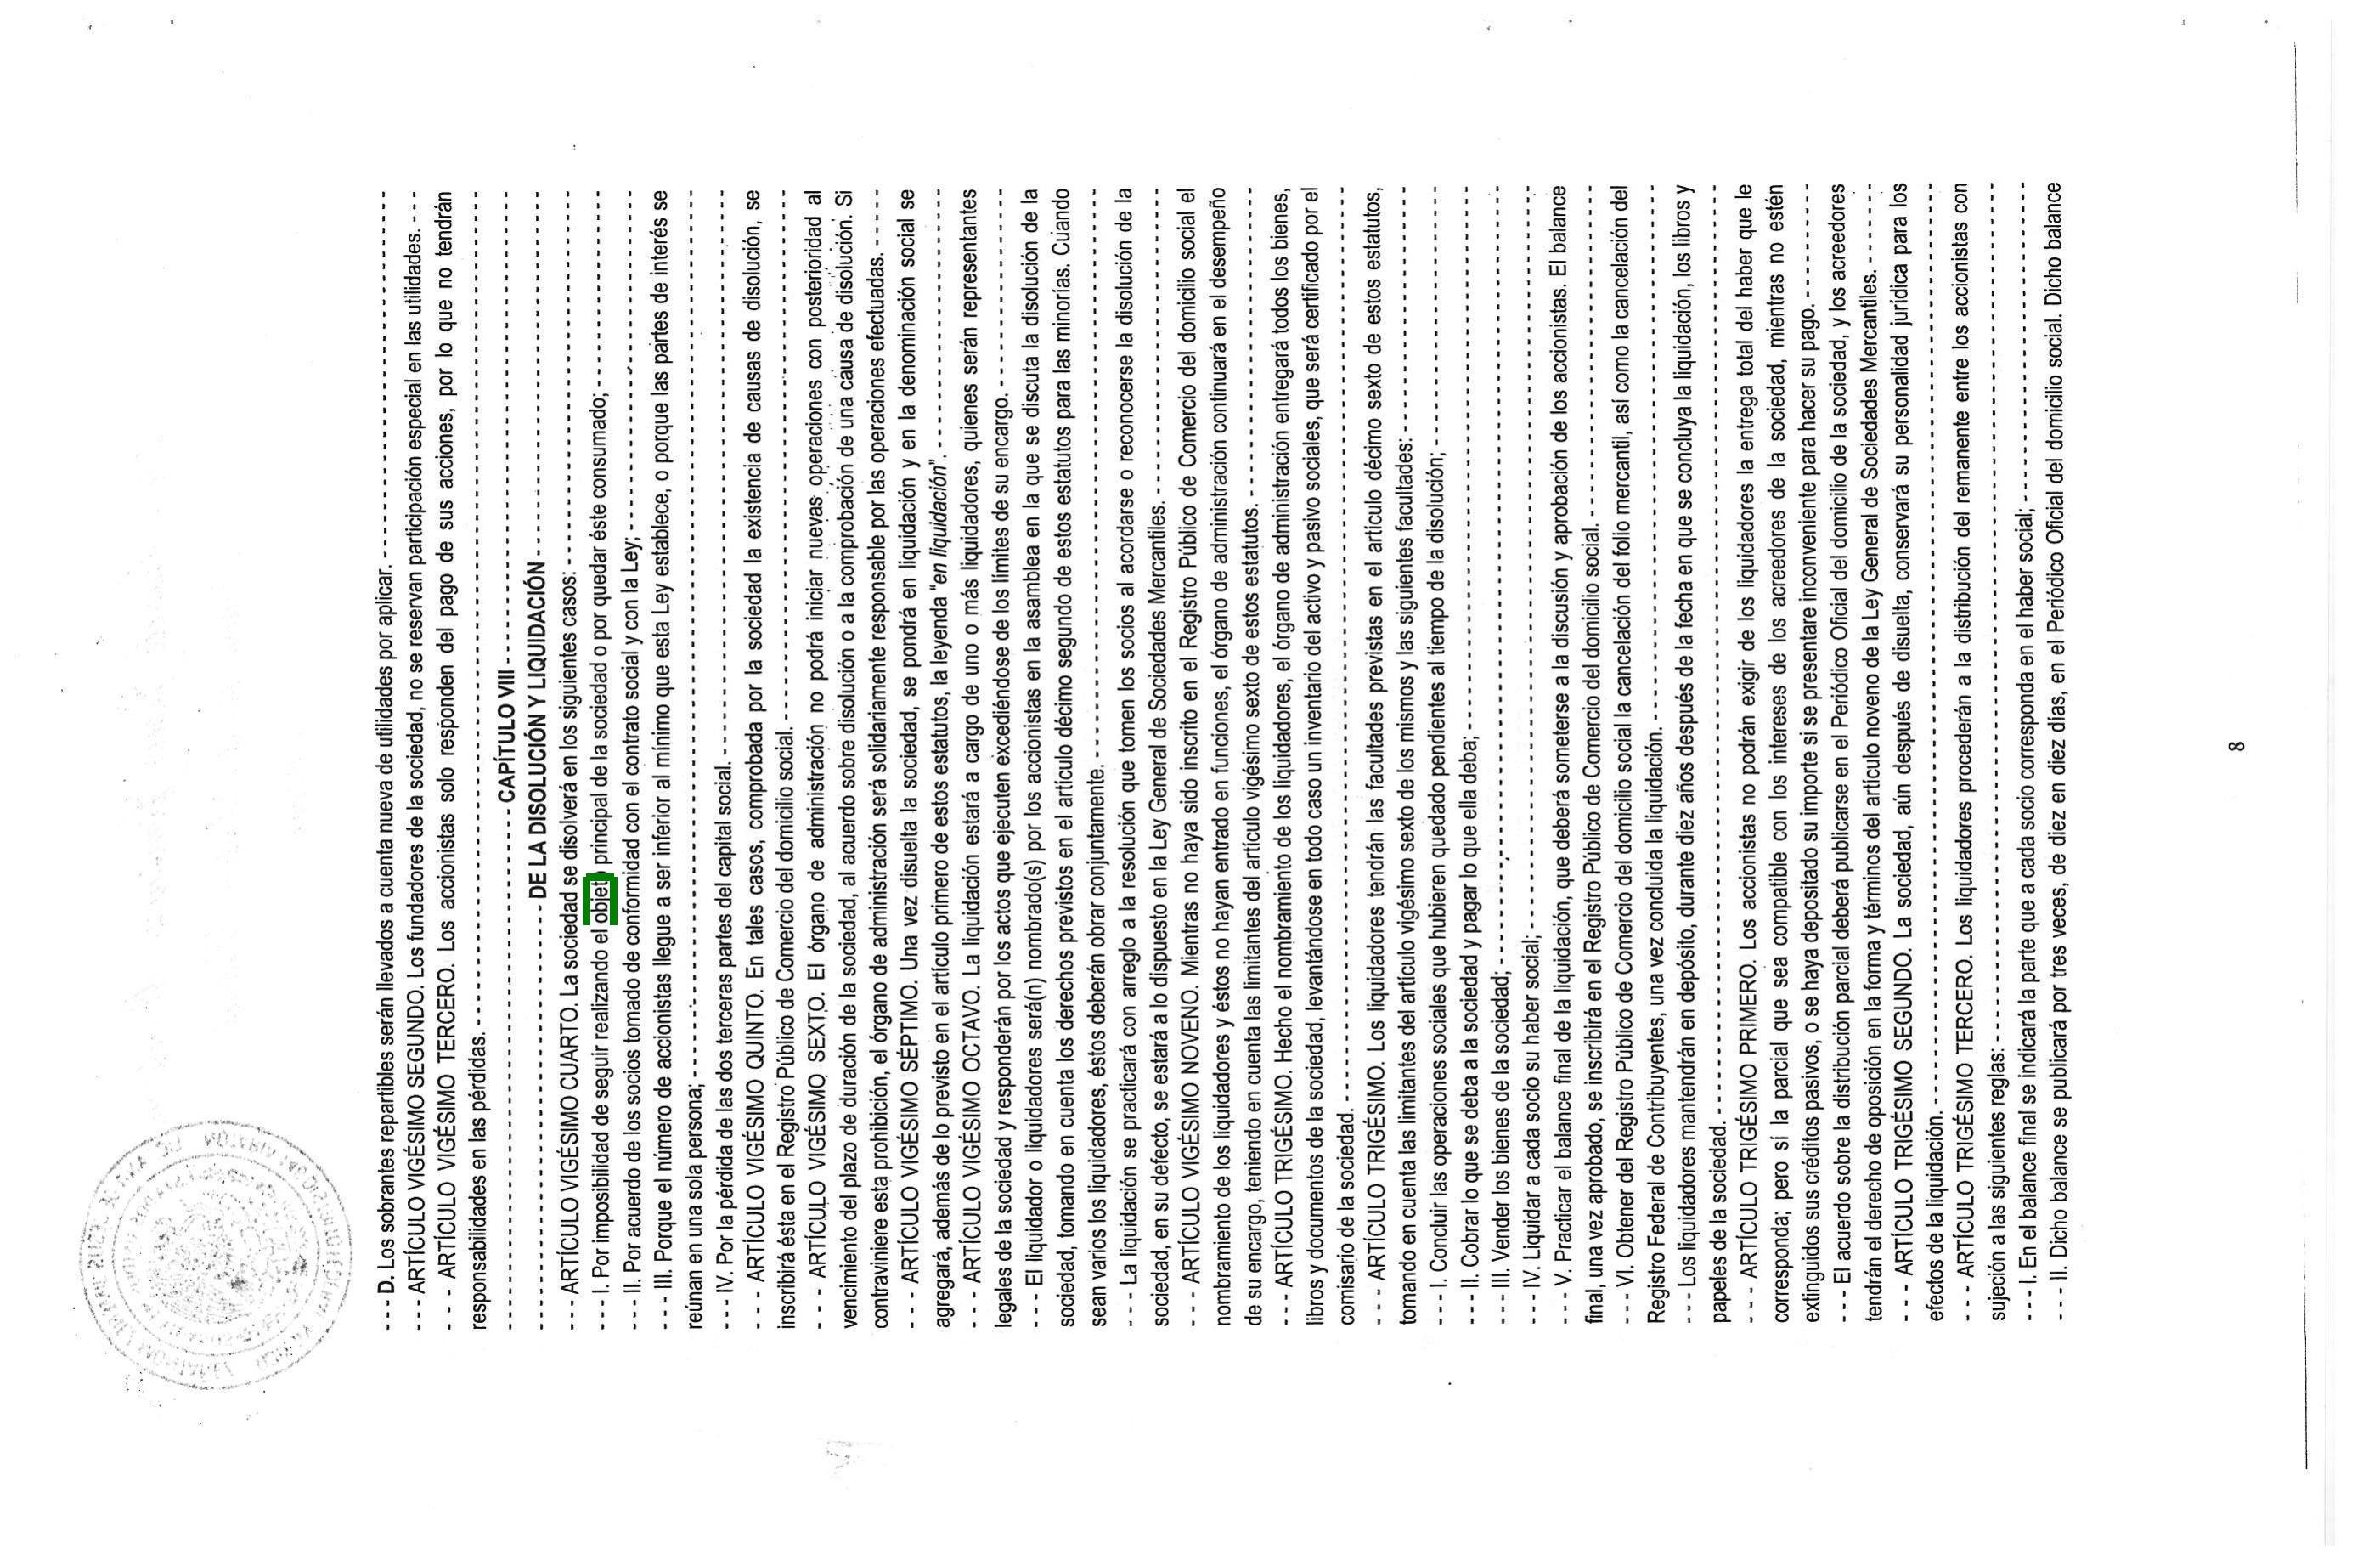 - - - D. Los sobrantes repartibles serán llevados a cuenta nueva de utilidades por aplicar. - - - - - - - - - - - - - - - - - - - - - - - - - - - - - - - - - - - - -
- - - ARTÍCULO VIGÉSIMO SEGUNDO. Los fundadores de la sociedad, no se reservan participación especial en las utilidades. - - -
- - - ARTÍCULO VIGÉSIMO TERCERO. Los accionistas solo responden del pago de sus acciones, por lo que no tendrán
responsabilidades en las pérdidas. - - - - - - - - - - - - - - - - - - - - - - - - - - - - - - - - - - - - - - - -
- - - - - - - - - - - - - - - - - - - - - - - - - CAPÍTULO VIII - - - - - - - - - - - - - - - - - - - - - - - - -
- - - - - - - - - - - - - - - - - - - - DE LA DISOLUCIÓN Y LIQUIDACIÓN - - - - - - - - - - - - - - - - - - - -
- - - ARTÍCULO VIGÉSIMO CUARTO. La sociedad se disolverá en los siguientes casos: - - - - - - - - - - - - - - - - - - - -
- - - I. Por imposibilidad de seguir realizando el objeto principal de la sociedad o por quedar éste consumado; - - - - - - - - - - - -
- - - II. Por acuerdo de los socios tomado de conformidad con el contrato social y con la Ley; - - - - - - - - - - - - - - - - - -
- - - III. Porque el número de accionistas llegue a ser inferior al mínimo que esta Ley establece, o porque las partes de interés se
reúnan en una sola persona; - - - - - - - - - - - - - - - - - - - - - - - - - - - - - - - - - - - - - - - -
- - - IV. Por la pérdida de las dos terceras partes del capital social. - - - - - - - - - - - - - - - - - - - - - - - - - - - -
- - - ARTÍCULO VIGÉSIMO QUINTO. En tales casos, comprobada por la sociedad la existencia de causas de disolución, se
inscribirá ésta en el Registro Público de Comercio del domicilio social. - - - - - - - - - - - - - - - - - - - - - - - - - -
- - - ARTÍCULO VIGÉSIMO SEXTO. El órgano de administración no podrá iniciar nuevas operaciones con posterioridad al
vencimiento del plazo de duración de la sociedad, al acuerdo sobre disolución o a la comprobación de una causa de disolución. Si
contraviniere esta prohibición, el órgano de administración será solidariamente responsable por las operaciones efectuadas. - - - - -
- - - ARTÍCULO VIGÉSIMO SÉPTIMO. Una vez disuelta la sociedad, se pondrá en liquidación y en la denominación social se
agregará, además de lo previsto en el artículo primero de estos estatutos, la leyenda “en liquidación”. - - - - - - - - - - - - - - -
- - - ARTÍCULO VIGÉSIMO OCTAVO. La liquidación estará a cargo de uno o más liquidadores, quienes serán representantes
legales de la sociedad y responderán por los actos que ejecuten excediéndose de los límites de su encargo. - - - - - - - - - - - -
- - - El liquidador o liquidadores será(n) nombrado(s) por los accionistas en la asamblea en la que se discuta la disolución de la
sociedad, tomando en cuenta los derechos previstos en el artículo décimo segundo de estos estatutos para las minorías. Cuando
sean varios los liquidadores, éstos deberán obrar conjuntamente. - - - - - - - - - - - - - - - - - - - - - - - - - - - -
- - - La liquidación se practicará con arreglo a la resolución que tomen los socios al acordarse o reconocerse la disolución de la
sociedad, en su defecto, se estará a lo dispuesto en la Ley General de Sociedades Mercantiles. - - - - - - - - - - - - - - - - -
- - - ARTÍCULO VIGÉSIMO NOVENO. Mientras no haya sido inscrito en el Registro Público de Comercio del domicilio social el
nombramiento de los liquidadores y éstos no hayan entrado en funciones, el órgano de administración continuará en el desempeño
de su encargo, teniendo en cuenta las limitantes del artículo vigésimo sexto de estos estatutos. - - - - - - - - - - - - - - - - -
- - - ARTÍCULO TRIGÉSIMO. Hecho el nombramiento de los liquidadores, el órgano de administración entregará todos los bienes,
libros y documentos de la sociedad, levantándose en todo caso un inventario del activo y pasivo sociales, que será certificado por el
comisario de la sociedad. - - - - - - - - - - - - - - - - - - - - - - - - - - - - - - - - - - - - - - - - - - -
- - - ARTÍCULO TRIGÉSIMO. Los liquidadores tendrán las facultades previstas en el artículo décimo sexto de estos estatutos,
tomando en cuenta las limitantes del artículo vigésimo sexto de los mismos y las siguientes facultades: - - - - - - - - - - - - - -
- - - I. Concluir las operaciones sociales que hubieren quedado pendientes al tiempo de la disolución; - - - - - - - - - - - - - - -
- - - II. Cobrar lo que se deba a la sociedad y pagar lo que ella deba; - - - - - - - - - - - - - - - - - - - - - - - - - - -
- - - III. Vender los bienes de la sociedad; - - - - - - - - - - - - - - - - - - - - - - - - - - - - - - - - - - - - -
- - - IV. Liquidar a cada socio su haber social; - - - - - - - - - - - - - - - - - - - - - - - - - - - - - - - - - - -
- - - V. Practicar el balance final de la liquidación, que deberá someterse a la discusión y aprobación de los accionistas. El balance
final, una vez aprobado, se inscribirá en el Registro Público de Comercio del domicilio social. - - - - - - - - - - - - - - - - - -
- - - VI. Obtener del Registro Público de Comercio del domicilio social la cancelación del folio mercantil, así como la cancelación del
Registro Federal de Contribuyentes, una vez concluida la liquidación. - - - - - - - - - - - - - - - - - - - - - - - - - -
- - - Los liquidadores mantendrán en depósito, durante diez años después de la fecha en que se concluya la liquidación, los libros y
papeles de la sociedad. - - - - - - - - - - - - - - - - - - - - - - - - - - - - - - - - - - - - - - - - - - - -
- - - ARTÍCULO TRIGÉSIMO PRIMERO. Los accionistas no podrán exigir de los liquidadores la entrega total del haber que le
corresponda; pero sí la parcial que sea compatible con los intereses de los acreedores de la sociedad, mientras no estén
extinguidos sus créditos pasivos, o se haya depositado su importe si se presentare inconveniente para hacer su pago. - - - - - - - -
- - - El acuerdo sobre la distribución parcial deberá publicarse en el Periódico Oficial del domicilio de la sociedad, y los acreedores
tendrán el derecho de oposición en la forma y términos del artículo noveno de la Ley General de Sociedades Mercantiles. - - - - - -
- - - ARTÍCULO TRIGÉSIMO SEGUNDO. La sociedad, aún después de disuelta, conservará su personalidad jurídica para los
efectos de la liquidación. - - - - - - - - - - - - - - - - - - - - - - - - - - - - - - - - - - - - - - - - - - -
- - - ARTÍCULO TRIGÉSIMO TERCERO. Los liquidadores procederán a la distribución del remanente entre los accionistas con
sujeción a las siguientes reglas: - - - - - - - - - - - - - - - - - - - - - - - - - - - - - - - - - - - - - - - -
- - - I. En el balance final se indicará la parte que a cada socio corresponda en el haber social; - - - - - - - - - - - - - - - - -
- - - II. Dicho balance se publicará por tres veces, de diez en diez días, en el Periódico Oficial del domicilio social. Dicho balance
8